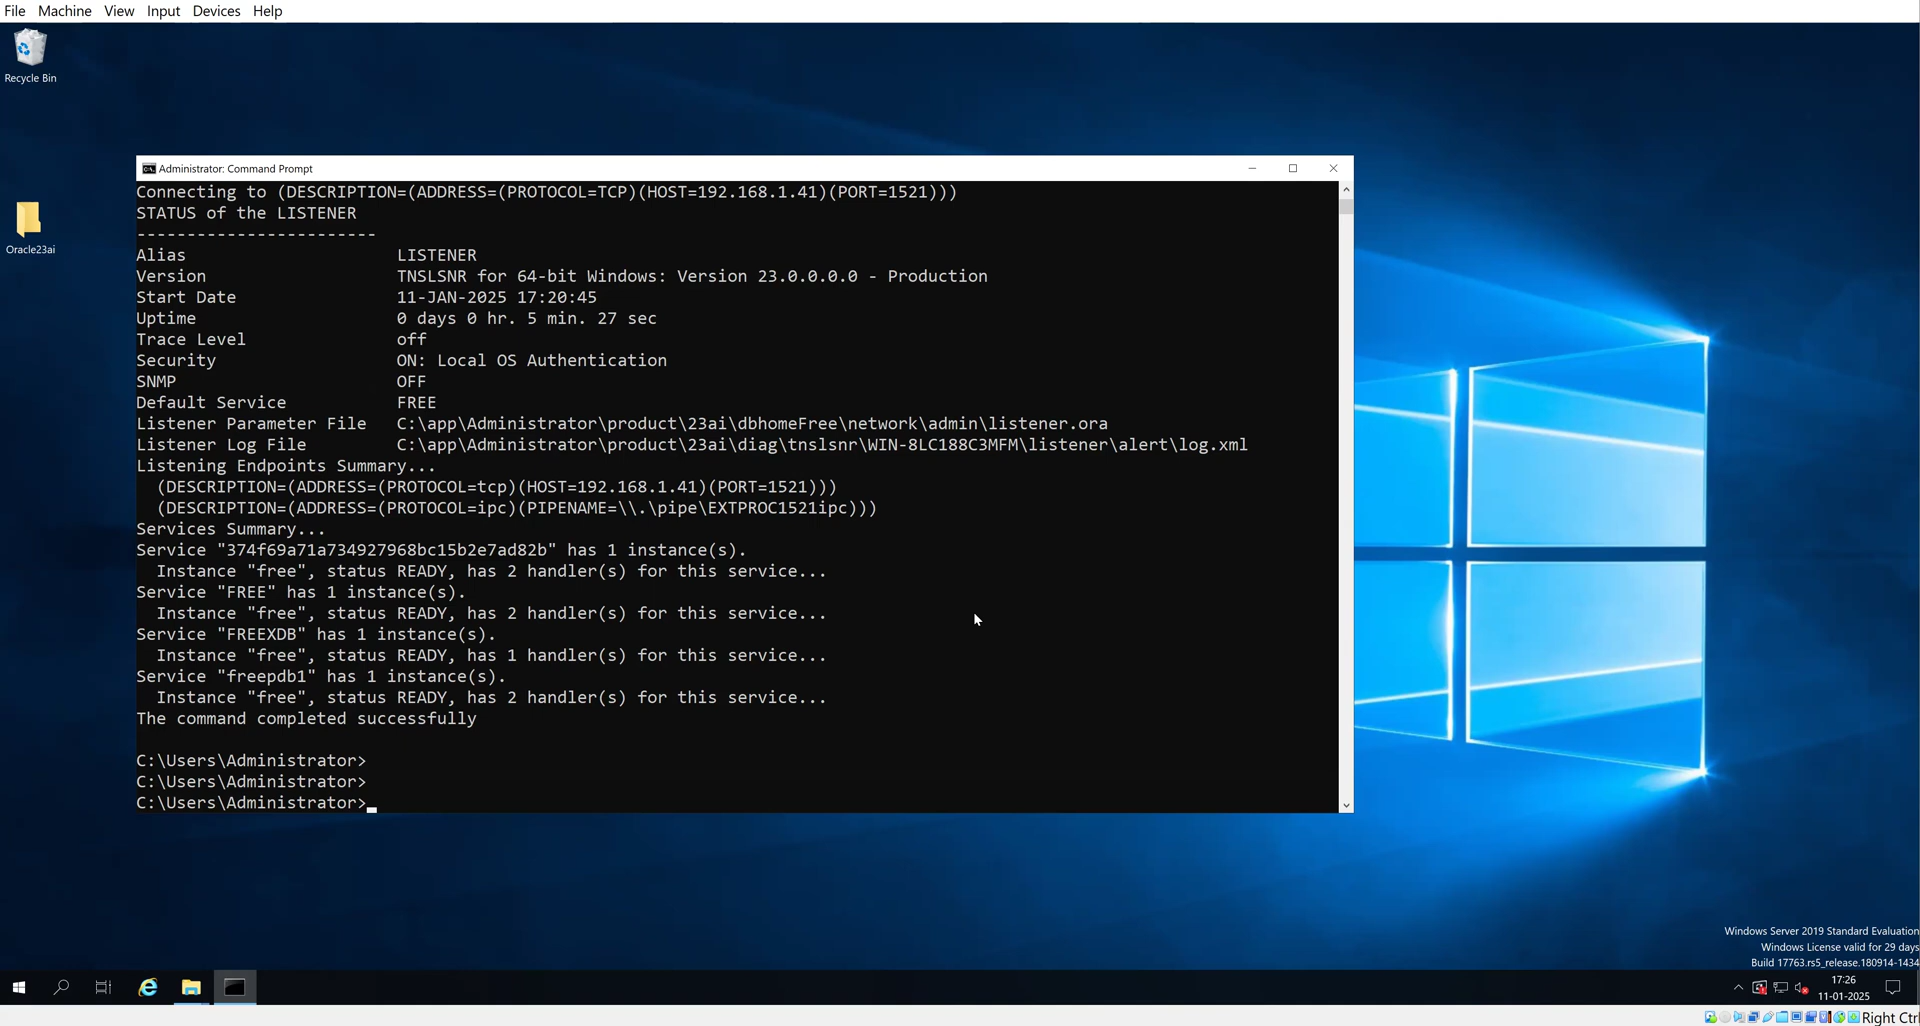 File Machine View Input Devices Help
Recycle Bin
Oracle23ai
Administrator: Command Prompt
Connecting to (DESCRIPTION=(ADDRESS=(PROTOCOL=TCP)(HOST=192.168.1.41)(PORT=1521)))
STATUS of the LISTENER
------------------------
Alias LISTENER
Version TNSLSNR for 64-bit Windows: Version 23.0.0.0.0 - Production
Start Date 11-JAN-2025 17:20:45
Uptime 0 days 0 hr. 5 min. 27 sec
Trace Level off
Security ON: Local OS Authentication
SNMP OFF
Default Service FREE
Listener Parameter File C:\app\Administrator\product\23ai\dbhomeFree\network\admin\listener.ora
Listener Log File C:\app\Administrator\product\23ai\diag\tnslsnr\WIN-8LC188C3MFM\listener\alert\log.xml
Listening Endpoints Summary...
(DESCRIPTION=(ADDRESS=(PROTOCOL=tcp)(HOST=192.168.1.41)(PORT=1521)))
(DESCRIPTION=(ADDRESS=(PROTOCOL=ipc)(PIPENAME=\\.\pipe\EXTPROC1521ipc)))
Services Summary...
Service "374f69a71a734927968bc15b2e7ad82b" has 1 instance(s).
Instance "free", status READY, has 2 handler(s) for this service...
Service "FREE" has 1 instance(s).
Instance "free", status READY, has 2 handler(s) for this service...
Service "FREEXDB" has 1 instance(s).
Instance "free", status READY, has 1 handler(s) for this service...
Service "freepdb1" has 1 instance(s).
Instance "free", status READY, has 2 handler(s) for this service...
The command completed successfully
C:\Users\Administrator>
C:\Users\Administrator>
C:\Users\Administrator>
Windows Server 2019 Standard Evaluation
Windows License valid for 29 days
Build 17763.rs5_release.180914-1434
17:26
11-01-2025
Right Ctrl